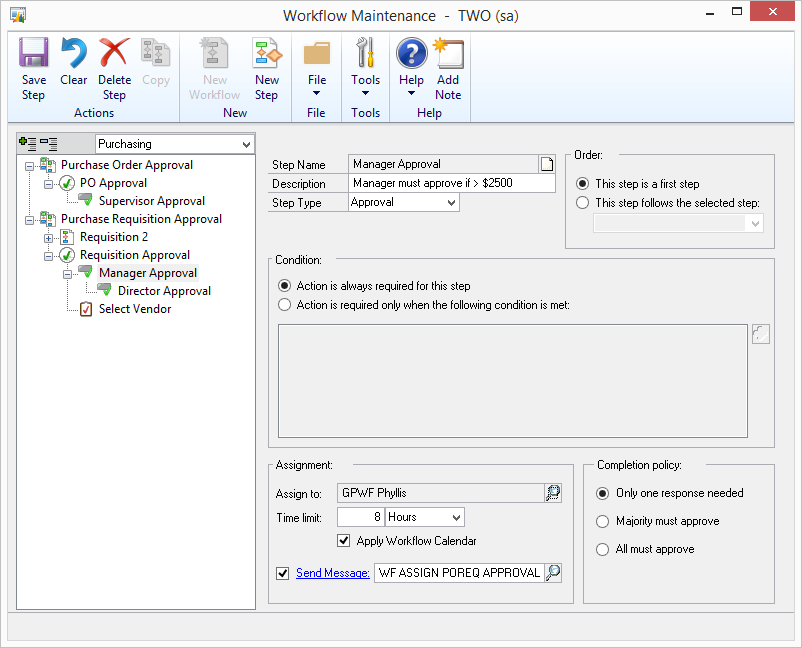 Workflow Maintenance  -  TWO (sa)
Save Step
Clear
Delete Step
Copy
Actions
New Workflow
New Step
New
File
File
Tools
Tools
Help
Add Note
Help
Purchasing
Purchase Order Approval
PO Approval
Supervisor Approval
Purchase Requisition Approval
Requisition 2
Requisition Approval
Manager Approval
Director Approval
Select Vendor
Step Name Manager Approval
Description Manager must approve if > $2500
Step Type Approval
Order:
This step is a first step
This step follows the selected step:
Condition:
Action is always required for this step
Action is required only when the following condition is met:
Assignment:
Assign to: GPWF Phyllis
Time limit: 8 Hours
Apply Workflow Calendar
Send Message: WF ASSIGN POREQ APPROVAL
Completion policy:
Only one response needed
Majority must approve
All must approve